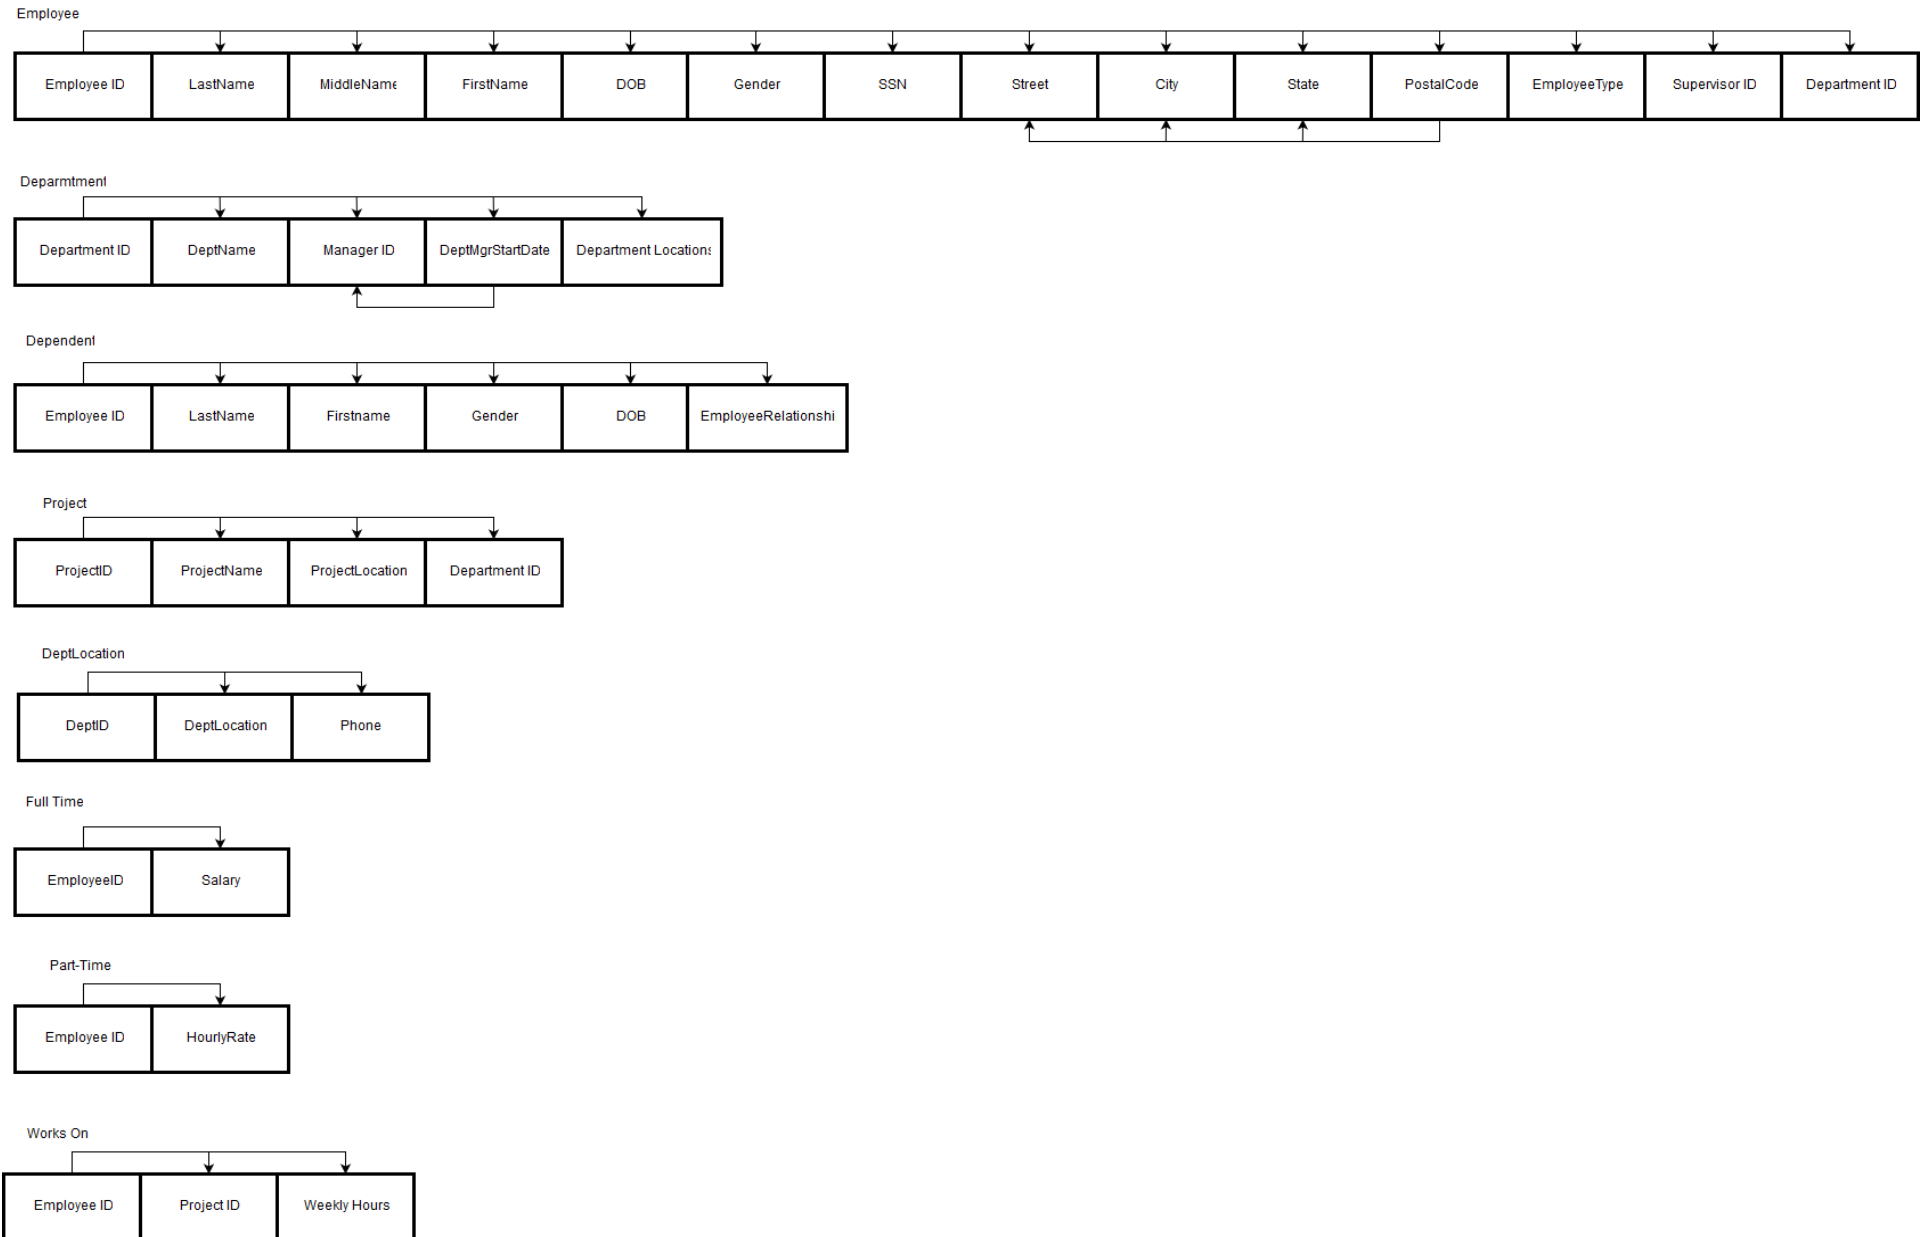 Employee
Employee ID LastName MiddleName FirstName DOB Gender SSN Street City State PostalCode EmployeeType Supervisor ID Department ID
Deparmtment
Department ID DeptName Manager ID DeptMgrStartDate Department Locations
Dependent
Employee ID LastName Firstname Gender DOB EmployeeRelationshi
Project
ProjectID ProjectName ProjectLocation Department ID
DeptLocation
DeptID DeptLocation Phone
Full Time
EmployeeID Salary
Part-Time
Employee ID HourlyRate
Works On
Employee ID Project ID Weekly Hours